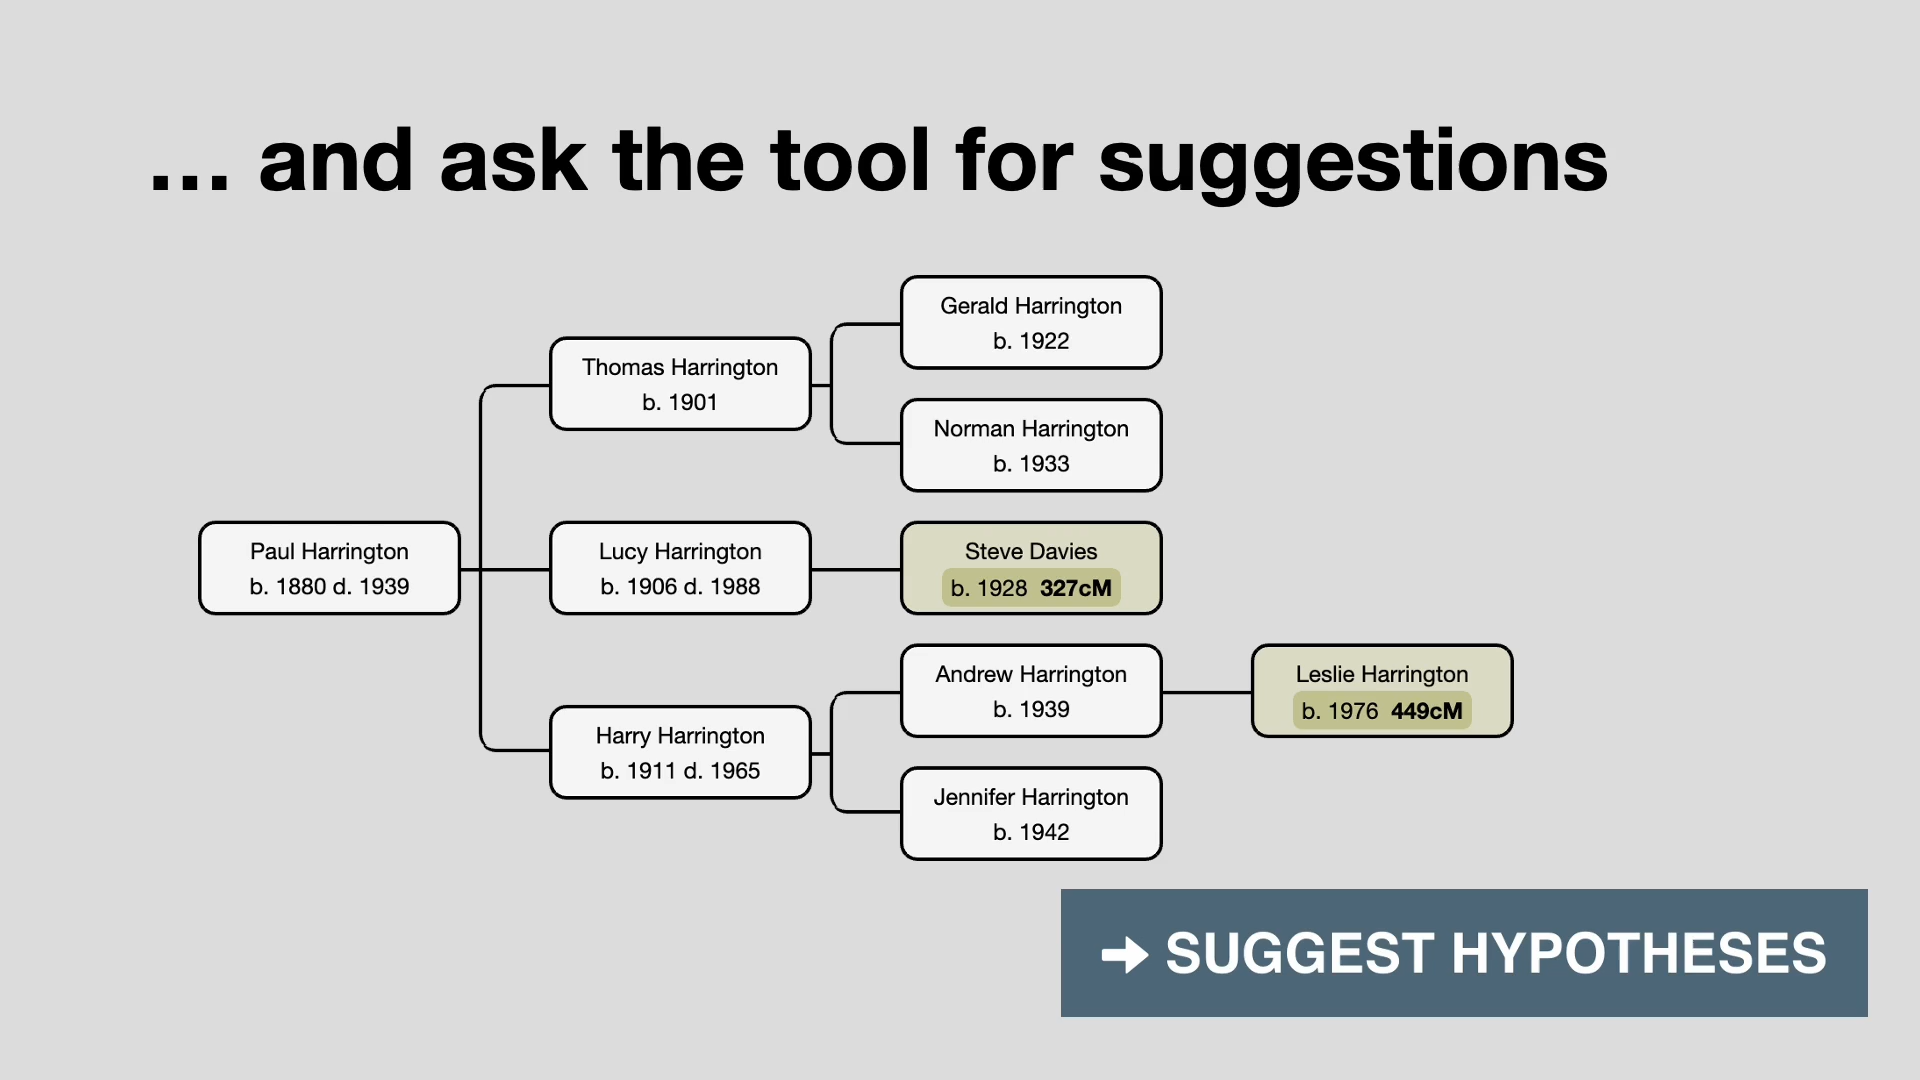 ... and ask the tool for suggestions
Gerald Harrington
b. 1922
Thomas Harrington
b. 1901
Norman Harrington
b. 1933
Paul Harrington
b. 1880 d. 1939
Lucy Harrington
b. 1906 d. 1988
Steve Davies
b. 1928 327cM
Andrew Harrington
b. 1939
Leslie Harrington
b. 1976 449cM
Harry Harrington
b. 1911 d. 1965
Jennifer Harrington
b. 1942
➡ SUGGEST HYPOTHESES